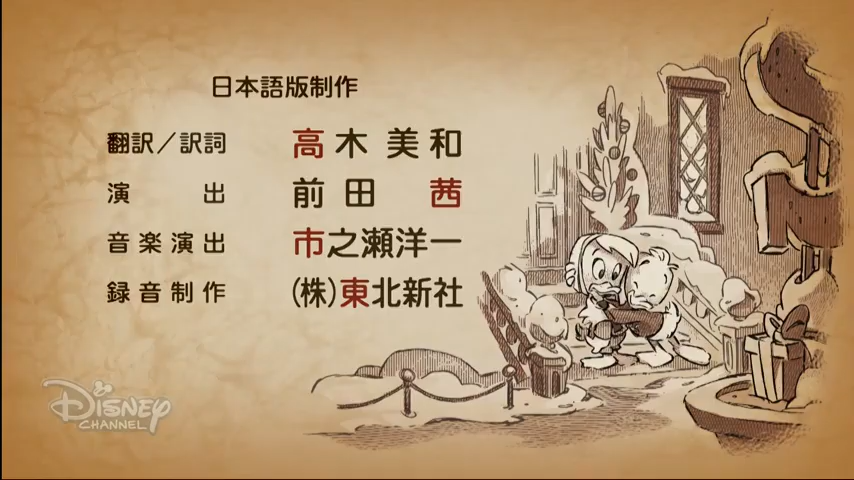 日本語版制作
翻訳／訳詞 高木美和
演出 前田 茜
音楽演出 市之瀬洋一
録音制作 (株)東北新社
Disney
CHANNEL